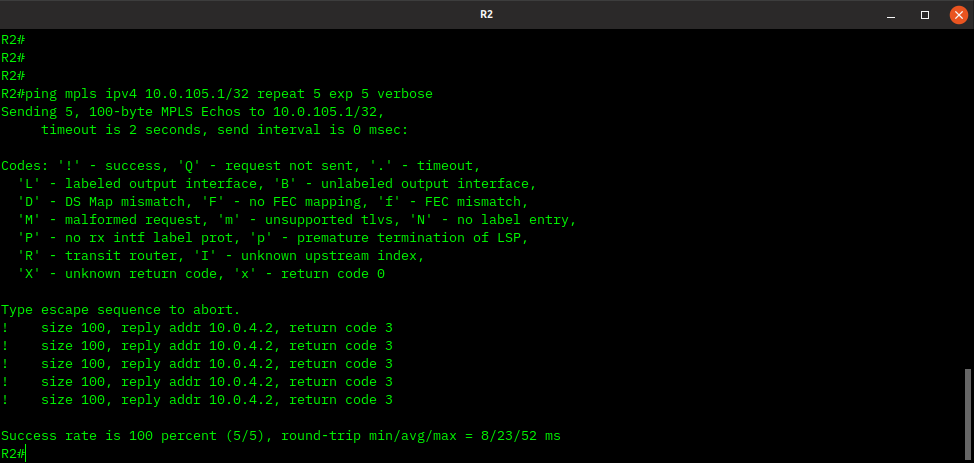 R2
R2#
R2#
R2#
R2#ping mpls ipv4 10.0.105.1/32 repeat 5 exp 5 verbose
Sending 5, 100-byte MPLS Echos to 10.0.105.1/32,
     timeout is 2 seconds, send interval is 0 msec:

Codes: '!' - success, 'Q' - request not sent, '.' - timeout,
  'L' - labeled output interface, 'B' - unlabeled output interface,
  'D' - DS Map mismatch, 'F' - no FEC mapping, 'f' - FEC mismatch,
  'M' - malformed request, 'm' - unsupported tlvs, 'N' - no label entry,
  'P' - no rx intf label prot, 'p' - premature termination of LSP,
  'R' - transit router, 'I' - unknown upstream index,
  'X' - unknown return code, 'x' - return code 0

Type escape sequence to abort.
!    size 100, reply addr 10.0.4.2, return code 3
!    size 100, reply addr 10.0.4.2, return code 3
!    size 100, reply addr 10.0.4.2, return code 3
!    size 100, reply addr 10.0.4.2, return code 3
!    size 100, reply addr 10.0.4.2, return code 3

Success rate is 100 percent (5/5), round-trip min/avg/max = 8/23/52 ms
R2#